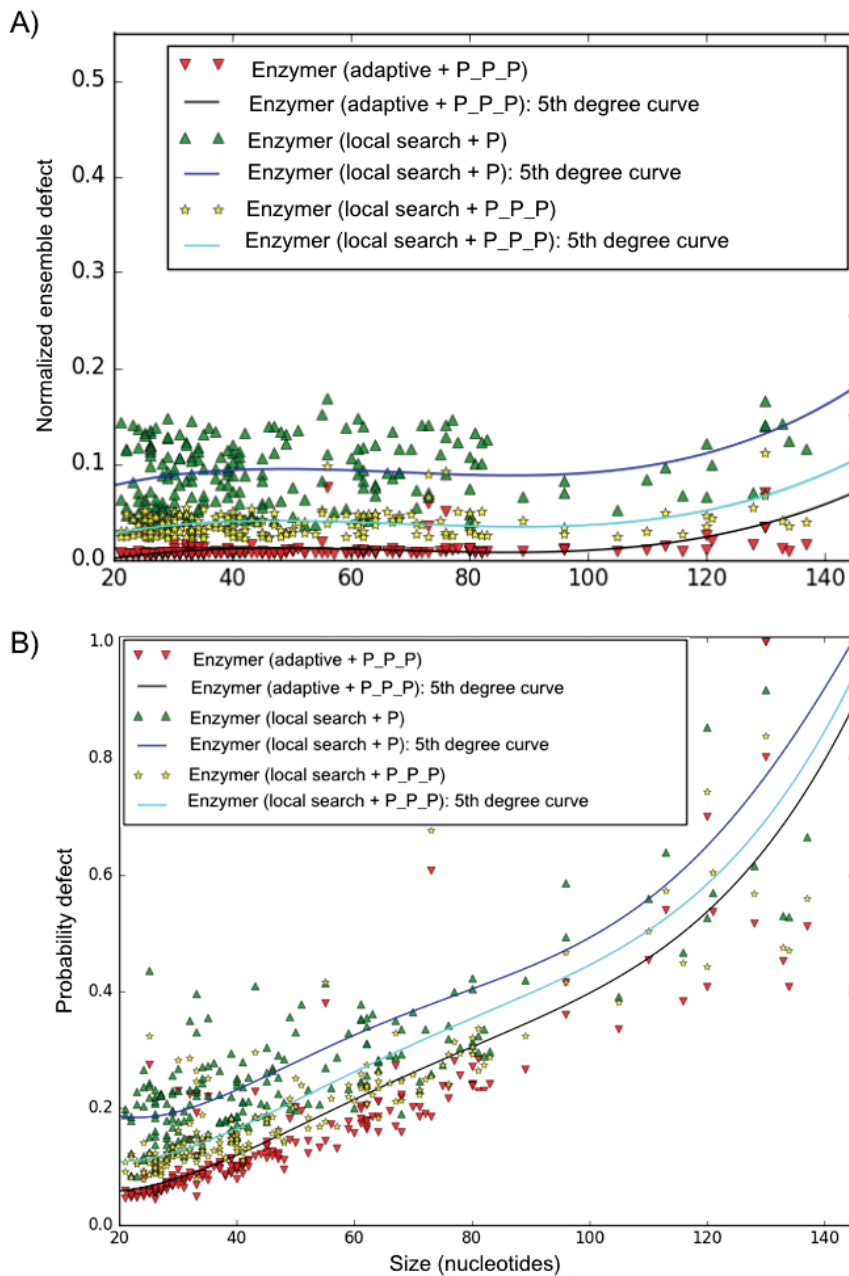 A)
Normalized ensemble defect
0.5
0.4
0.3
0.2
0.1
0.0
Enzymer (adaptive + P_P_P)
Enzymer (adaptive + P_P_P): 5th degree curve
Enzymer (local search + P)
Enzymer (local search + P): 5th degree curve
Enzymer (local search + P_P_P)
Enzymer (local search + P_P_P): 5th degree curve
20 40 60 80 100 120 140
B)
Probability defect
1.0
0.8
0.6
0.4
0.2
0.0
Enzymer (adaptive + P_P_P)
Enzymer (adaptive + P_P_P): 5th degree curve
Enzymer (local search + P)
Enzymer (local search + P): 5th degree curve
Enzymer (local search + P_P_P)
Enzymer (local search + P_P_P): 5th degree curve
20 40 60 80 100 120 140
Size (nucleotides)